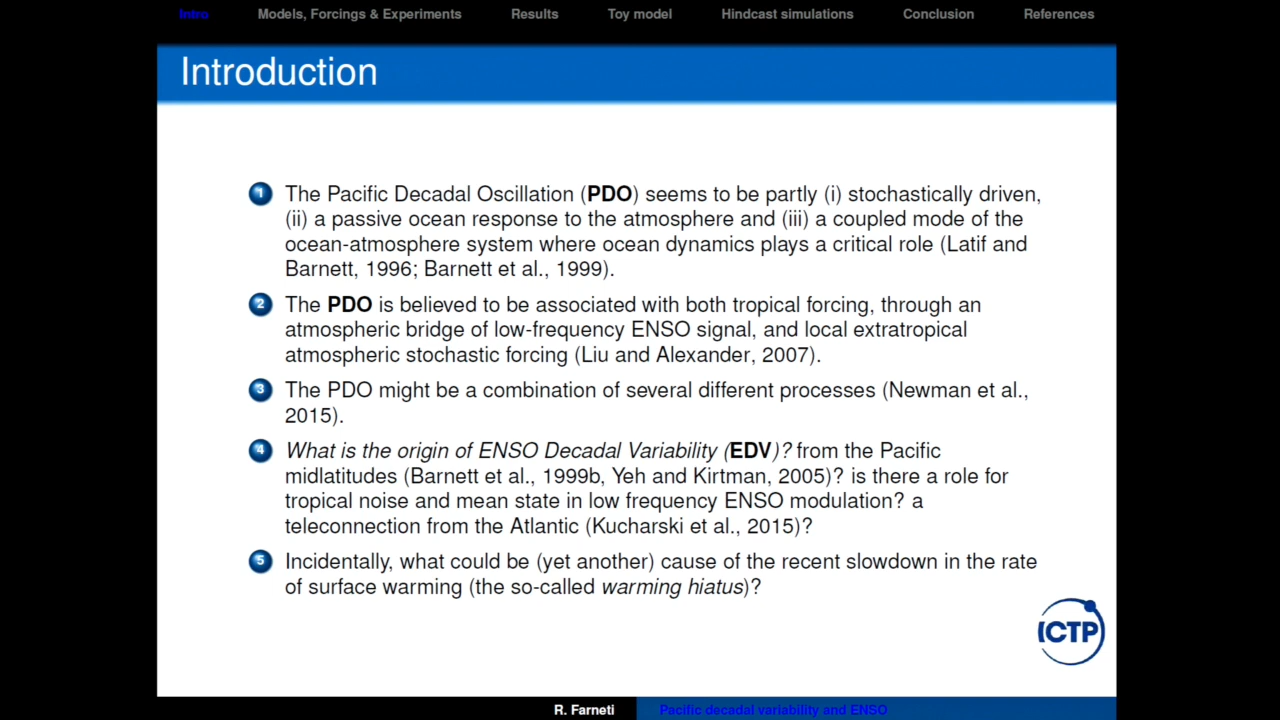 Intro Models, Forcings & Experiments Results Toy model Hindcast simulations Conclusion References
Introduction
1 The Pacific Decadal Oscillation (PDO) seems to be partly (i) stochastically driven,
(ii) a passive ocean response to the atmosphere and (iii) a coupled mode of the
ocean-atmosphere system where ocean dynamics plays a critical role (Latif and
Barnett, 1996; Barnett et al., 1999).
2 The PDO is believed to be associated with both tropical forcing, through an
atmospheric bridge of low-frequency ENSO signal, and local extratropical
atmospheric stochastic forcing (Liu and Alexander, 2007).
3 The PDO might be a combination of several different processes (Newman et al.,
2015).
4 What is the origin of ENSO Decadal Variability (EDV)? from the Pacific
midlatitudes (Barnett et al., 1999b, Yeh and Kirtman, 2005)? is there a role for
tropical noise and mean state in low frequency ENSO modulation? a
teleconnection from the Atlantic (Kucharski et al., 2015)?
5 Incidentally, what could be (yet another) cause of the recent slowdown in the rate
of surface warming (the so-called warming hiatus)?
ICTP
R. Farneti Pacific decadal variability and ENSO